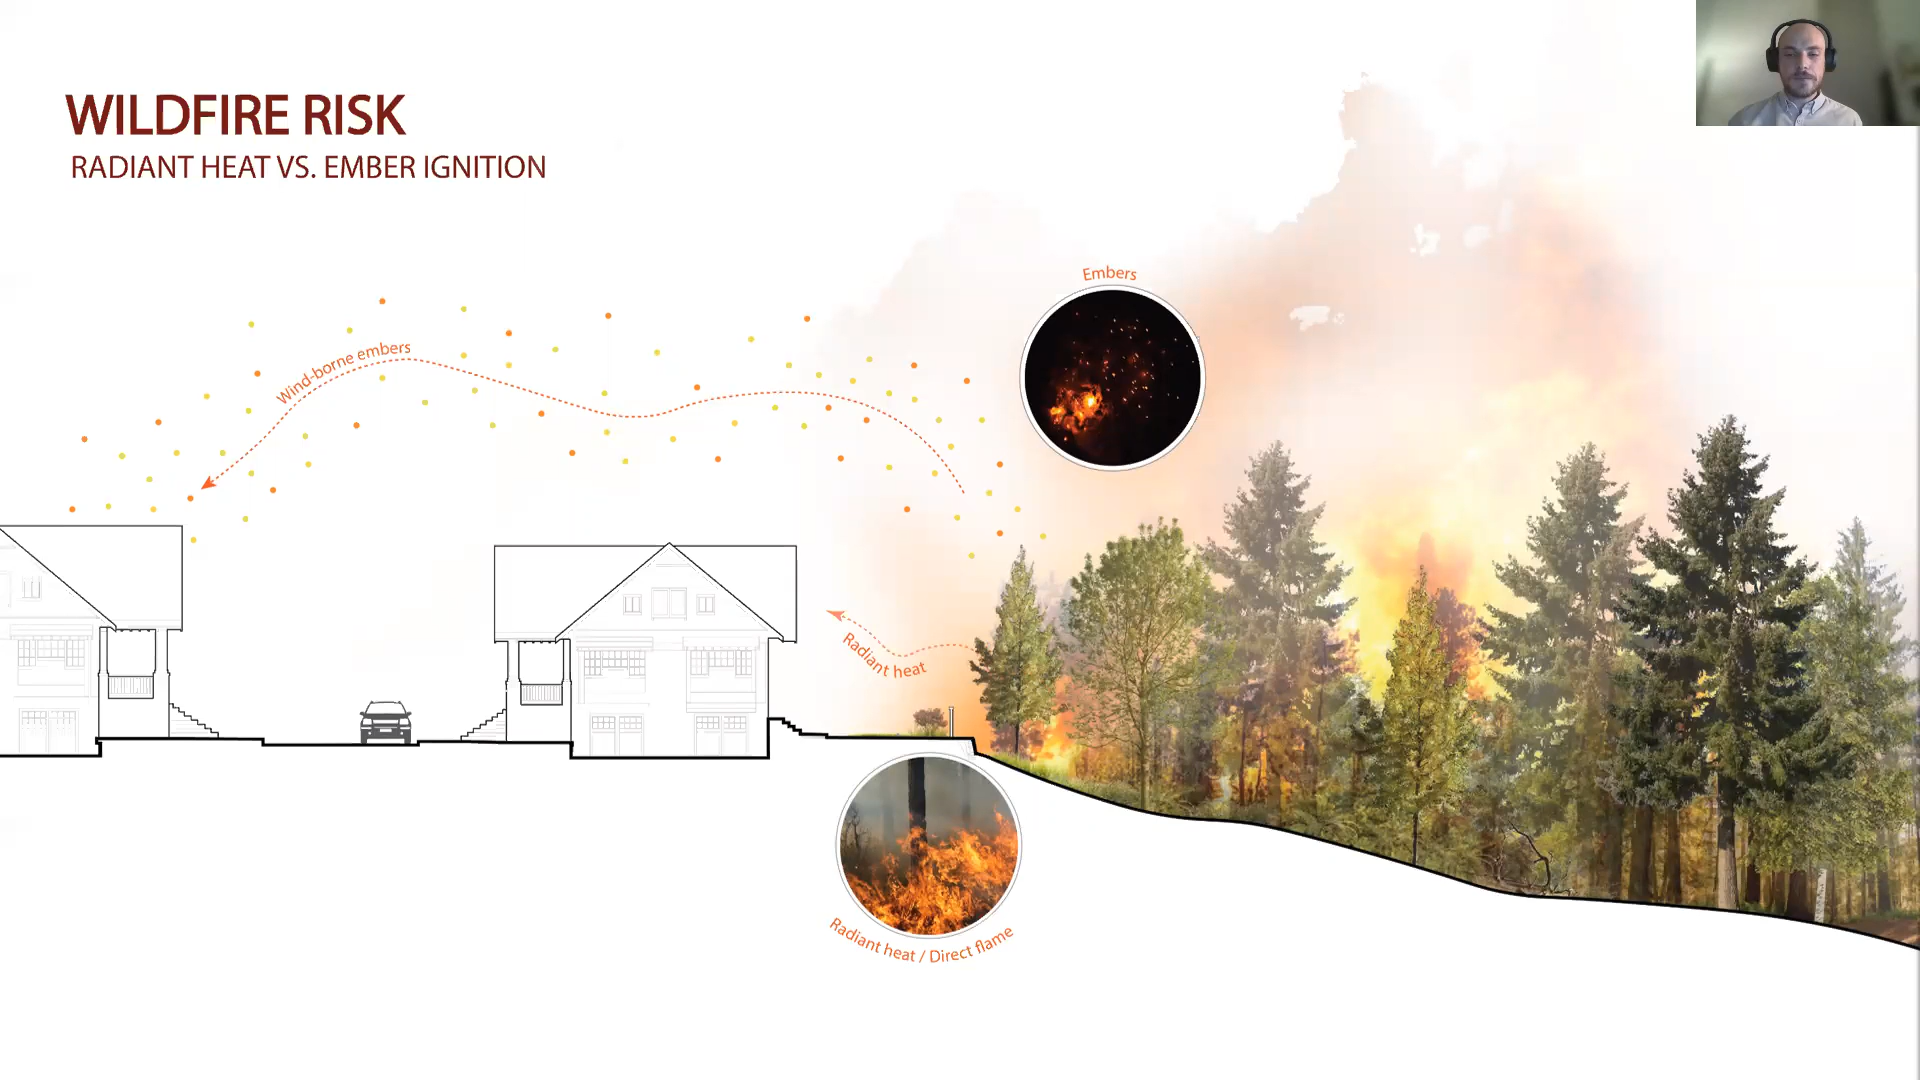 WILDFIRE RISK
RADIANT HEAT VS. EMBER IGNITION
Embers
Wind-borne embers
Radiant heat
Radiant heat / Direct flame